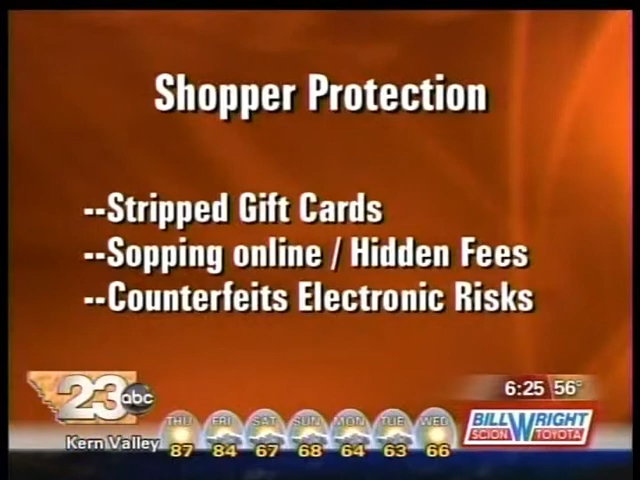 Shopper Protection
--Stripped Gift Cards
--Sopping online / Hidden Fees
--Counterfeits Electronic Risks
23 abc
6:25 56°
THU FRI SAT SUN MON TUE WED
Kern Valley 87 84 67 68 64 63 66
BILL WRIGHT
SCION TOYOTA